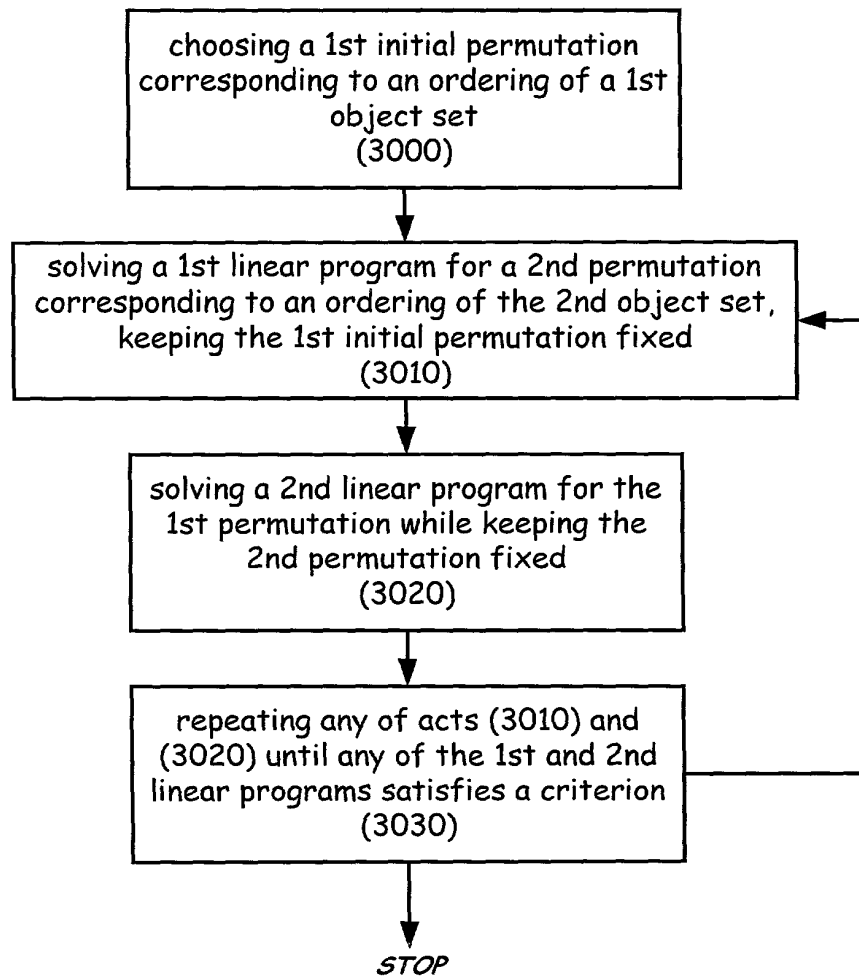 choosing a 1st initial permutation
corresponding to an ordering of a 1st
object set
(3000)
solving a 1st linear program for a 2nd permutation
corresponding to an ordering of the 2nd object set,
keeping the 1st initial permutation fixed
(3010)
solving a 2nd linear program for the
1st permutation while keeping the
2nd permutation fixed
(3020)
repeating any of acts (3010) and
(3020) until any of the 1st and 2nd
linear programs satisfies a criterion
(3030)
STOP